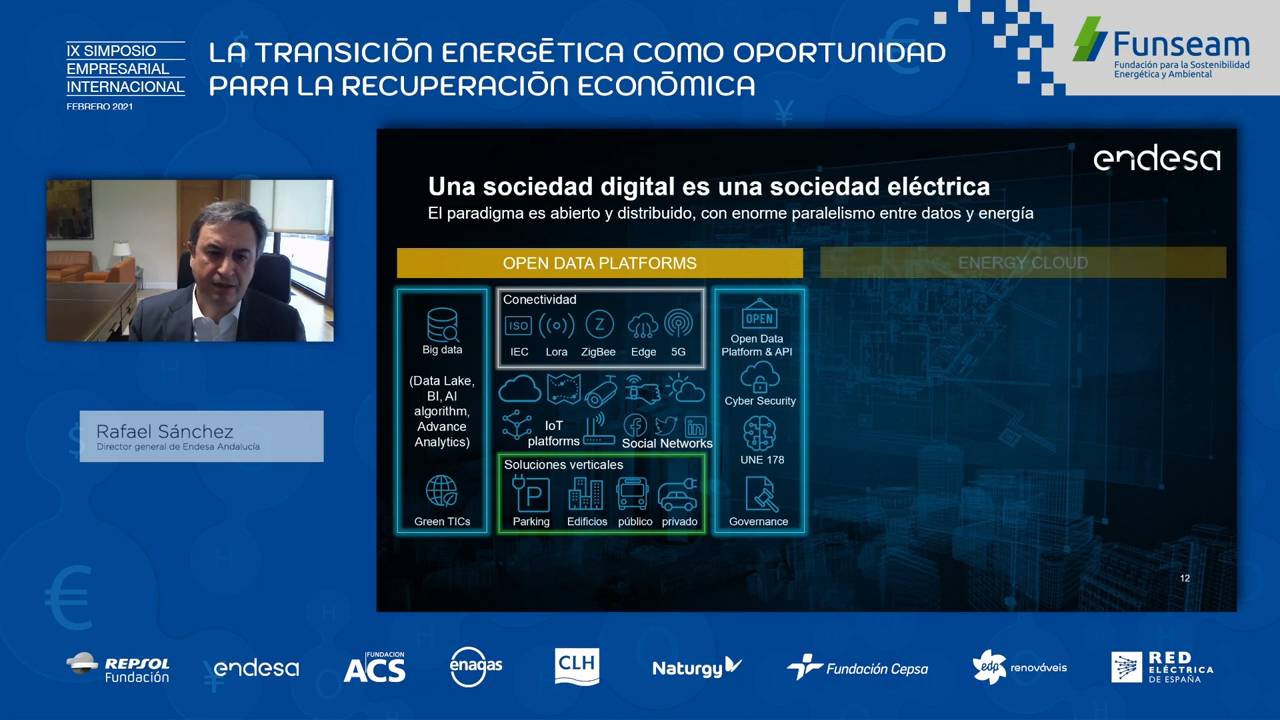 IX SIMPOSIO
EMPRESARIAL
INTERNACIONAL
FEBRERO 2021
LA TRANSICIÓN ENERGÉTICA COMO OPORTUNIDAD
PARA LA RECUPERACIÓN ECONÓMICA
Funseam
Fundación para la Sostenibilidad
Energética y Ambiental
endesa
Una sociedad digital es una sociedad eléctrica
El paradigma es abierto y distribuido, con enorme paralelismo entre datos y energía
OPEN DATA PLATFORMS
ENERGY CLOUD
Big data
(Data Lake,
BI, AI
algorithm,
Advance
Analytics)
Green TICs
Conectividad
ISO
Z
IEC Lora ZigBee Edge 5G
IoT
platforms
Social Networks
Soluciones verticales
P
Parking Edificios público privado
OPEN
Open Data
Platform & API
Cyber Security
UNE 178
Governance
12
Rafael Sánchez
Director general de Endesa Andalucía
REPSOL
Fundación
endesa
FUNDACION
ACS
enagas
CLH
Naturgy
Fundación Cepsa
edp
renováveis
RED
ELÉCTRICA
DE ESPAÑA